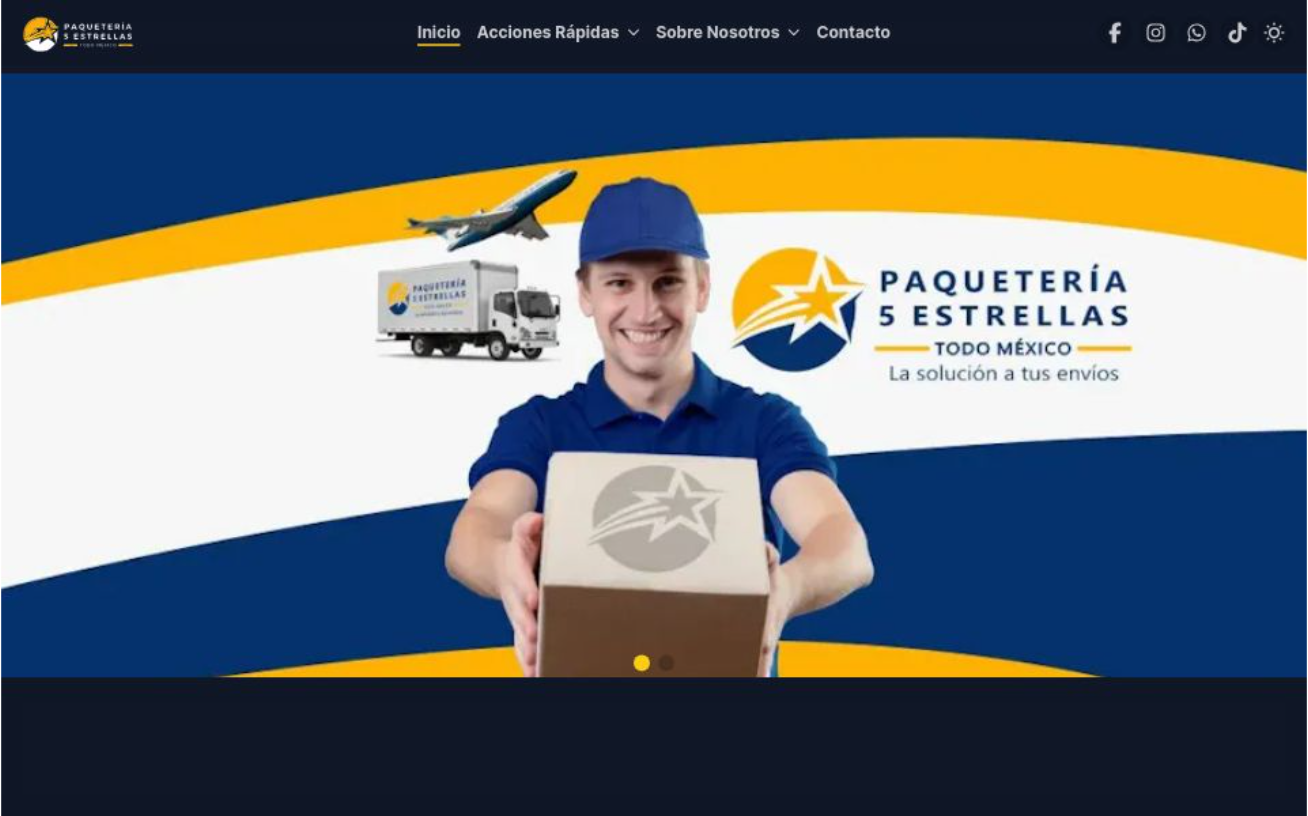 PAQUETERÍA
5 ESTRELLAS
TODO MÉXICO
Inicio
Acciones Rápidas
Sobre Nosotros
Contacto
PAQUETERÍA
5 ESTRELLAS
PAQUETERÍA
5 ESTRELLAS
TODO MÉXICO
La solución a tus envíos